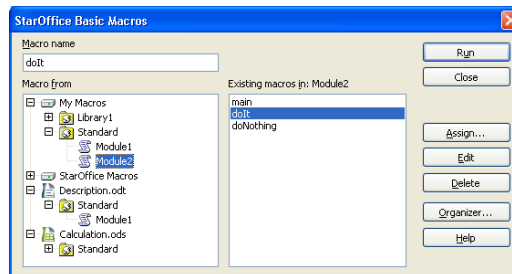 StarOffice Basic Macros
Macro name
doIt
Macro from
My Macros
Library1
Standard
Module1
Module2
StarOffice Macros
Description.odt
Standard
Module1
Calculation.ods
Standard
Existing macros in: Module2
main
doIt
doNothing
Run
Close
Assign...
Edit
Delete
Organizer...
Help